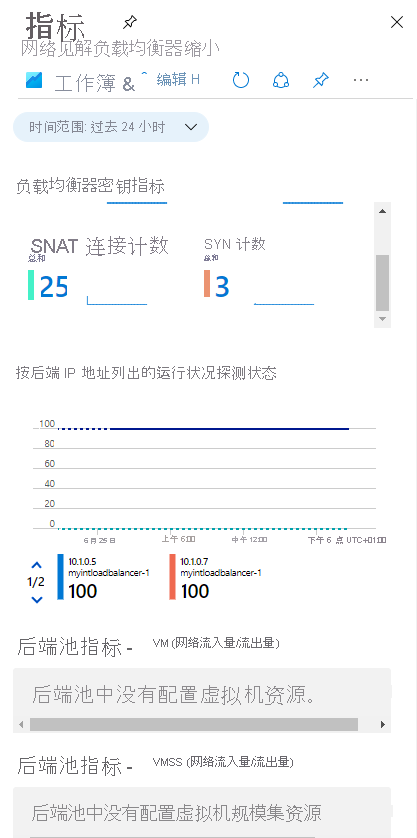 指标
网络见解负载均衡器缩小
工作簿 & 编辑 H
时间范围: 过去 24 小时
负载均衡器密钥指标
SNAT 连接计数
总和
25
SYN 计数
总和
3
按后端 IP 地址列出的运行状况探测状态
100
80
60
40
20
0
6 月 25 日 上午 6:00 中午 12:00 下午 6 点 UTC+01:00
1/2
10.1.0.5
myintloadbalancer-1
100
10.1.0.7
myintloadbalancer-1
100
后端池指标 - VM (网络流入量/流出量)
后端池中没有配置虚拟机资源。
后端池指标 - VMSS (网络流入量/流出量)
后端池中没有配置虚拟机规模集资源